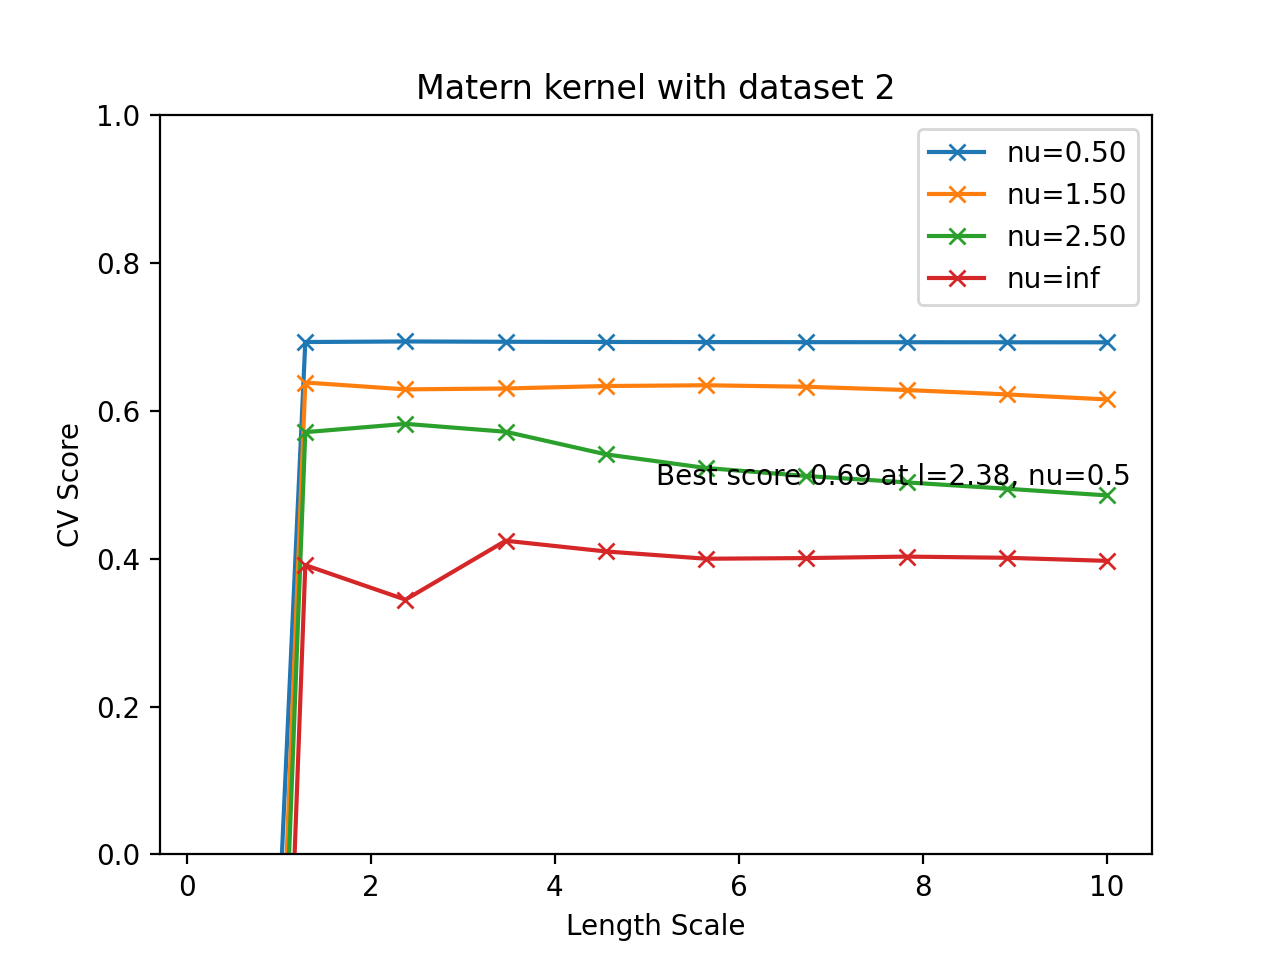 Matern kernel with dataset 2
1.0
0.8
0.6
0.4
0.2
0.0
CV Score
nu=0.50
nu=1.50
nu=2.50
nu=inf
Best score 0.69 at l=2.38, nu=0.5
0 2 4 6 8 10
Length Scale